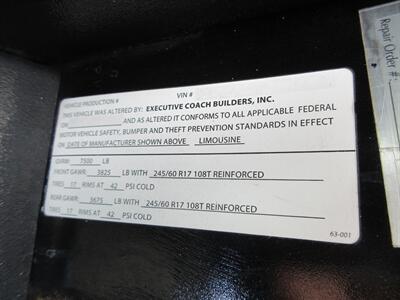 Repair Order #:
VEHICLE PRODUCTION # VIN #
THIS VEHICLE WAS ALTERED BY: EXECUTIVE COACH BUILDERS, INC.
ON AND AS ALTERED IT CONFORMS TO ALL APPLICABLE FEDERAL
MOTOR VEHICLE SAFETY, BUMPER AND THEFT PREVENTION STANDARDS IN EFFECT
ON DATE OF MANUFACTURER SHOWN ABOVE LIMOUSINE
GVRW: 7500 LB
FRONT GAWR: 3825 LB WITH 245/60 R17 108T REINFORCED
TIRES 17 RIMS AT 42 PSI COLD
REAR GAWR: 3675 LB WITH 245/60 R17 108T REINFORCED
TIRES 17 RIMS AT 42 PSI COLD
63-001